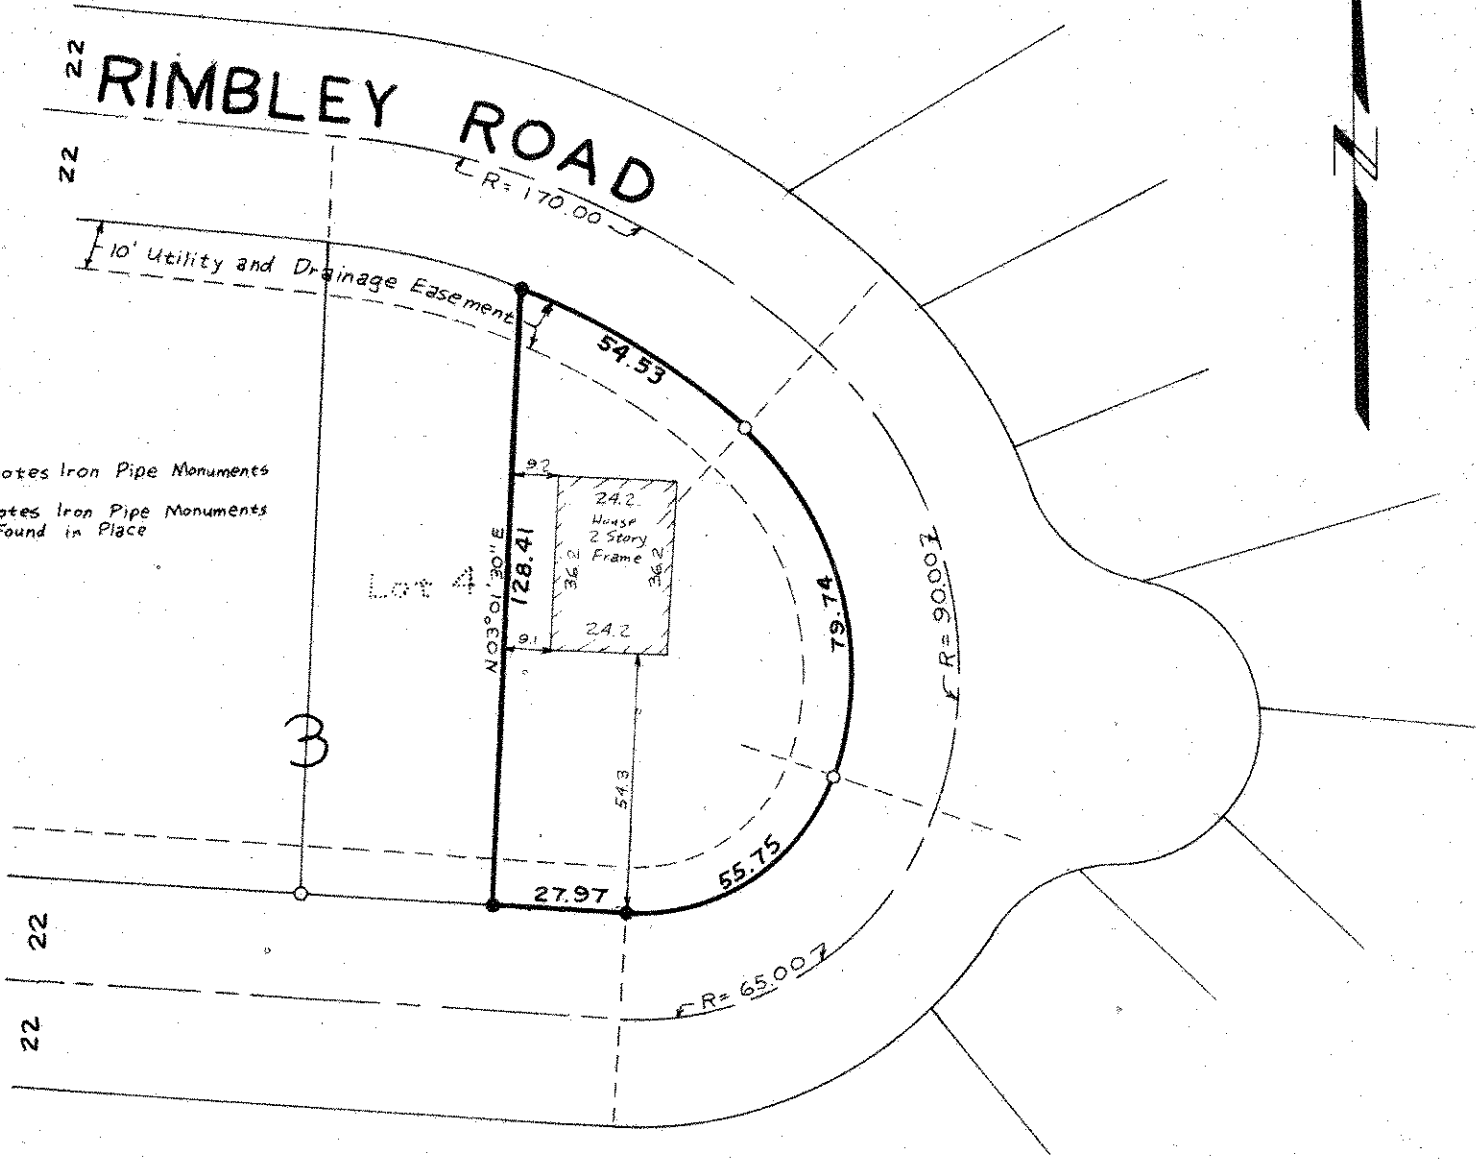 22
RIMBLEY ROAD
22
R= 170.00
10' Utility and Drainage Easement
N
54.53
otes Iron Pipe Monuments
otes Iron Pipe Monuments
Found in Place
9.2
24.2
House
2 Story
Frame
36.2
36.2
24.2
9.1
Lot 4
N03°01'30"E
128.41
79.74
R= 90.00
3
54.3
55.75
27.97
22
R= 65.00
22